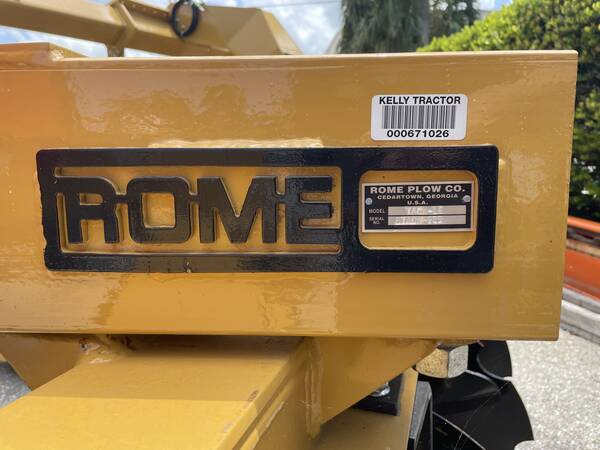 KELLY TRACTOR
000671026
ROME
ROME PLOW CO.
CEDARTOWN, GEORGIA
U.S.A.
MODEL
SERIAL
NO.